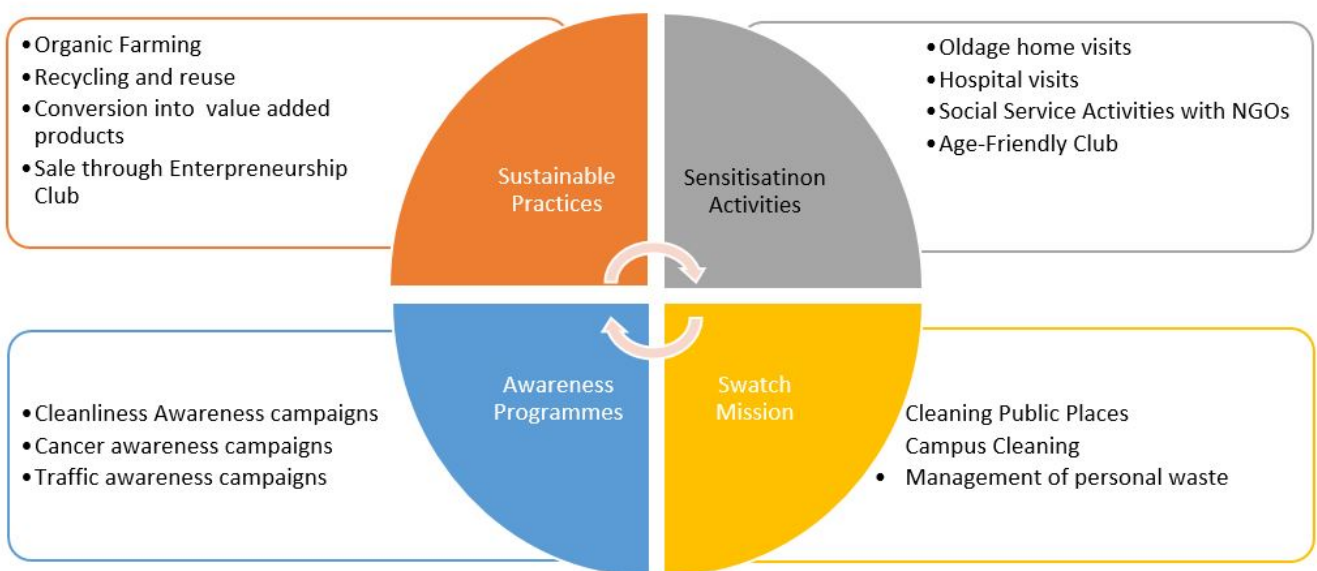 •Organic Farming
•Recycling and reuse
•Conversion into value added
products
•Sale through Enterpreneurship
Club
Sustainable
Practices
Sensitisatinon
Activities
•Oldage home visits
•Hospital visits
•Social Service Activities with NGOs
•Age-Friendly Club
•Cleanliness Awareness campaigns
•Cancer awareness campaigns
•Traffic awareness campaigns
Awareness
Programmes
Swatch
Mission
Cleaning Public Places
Campus Cleaning
• Management of personal waste